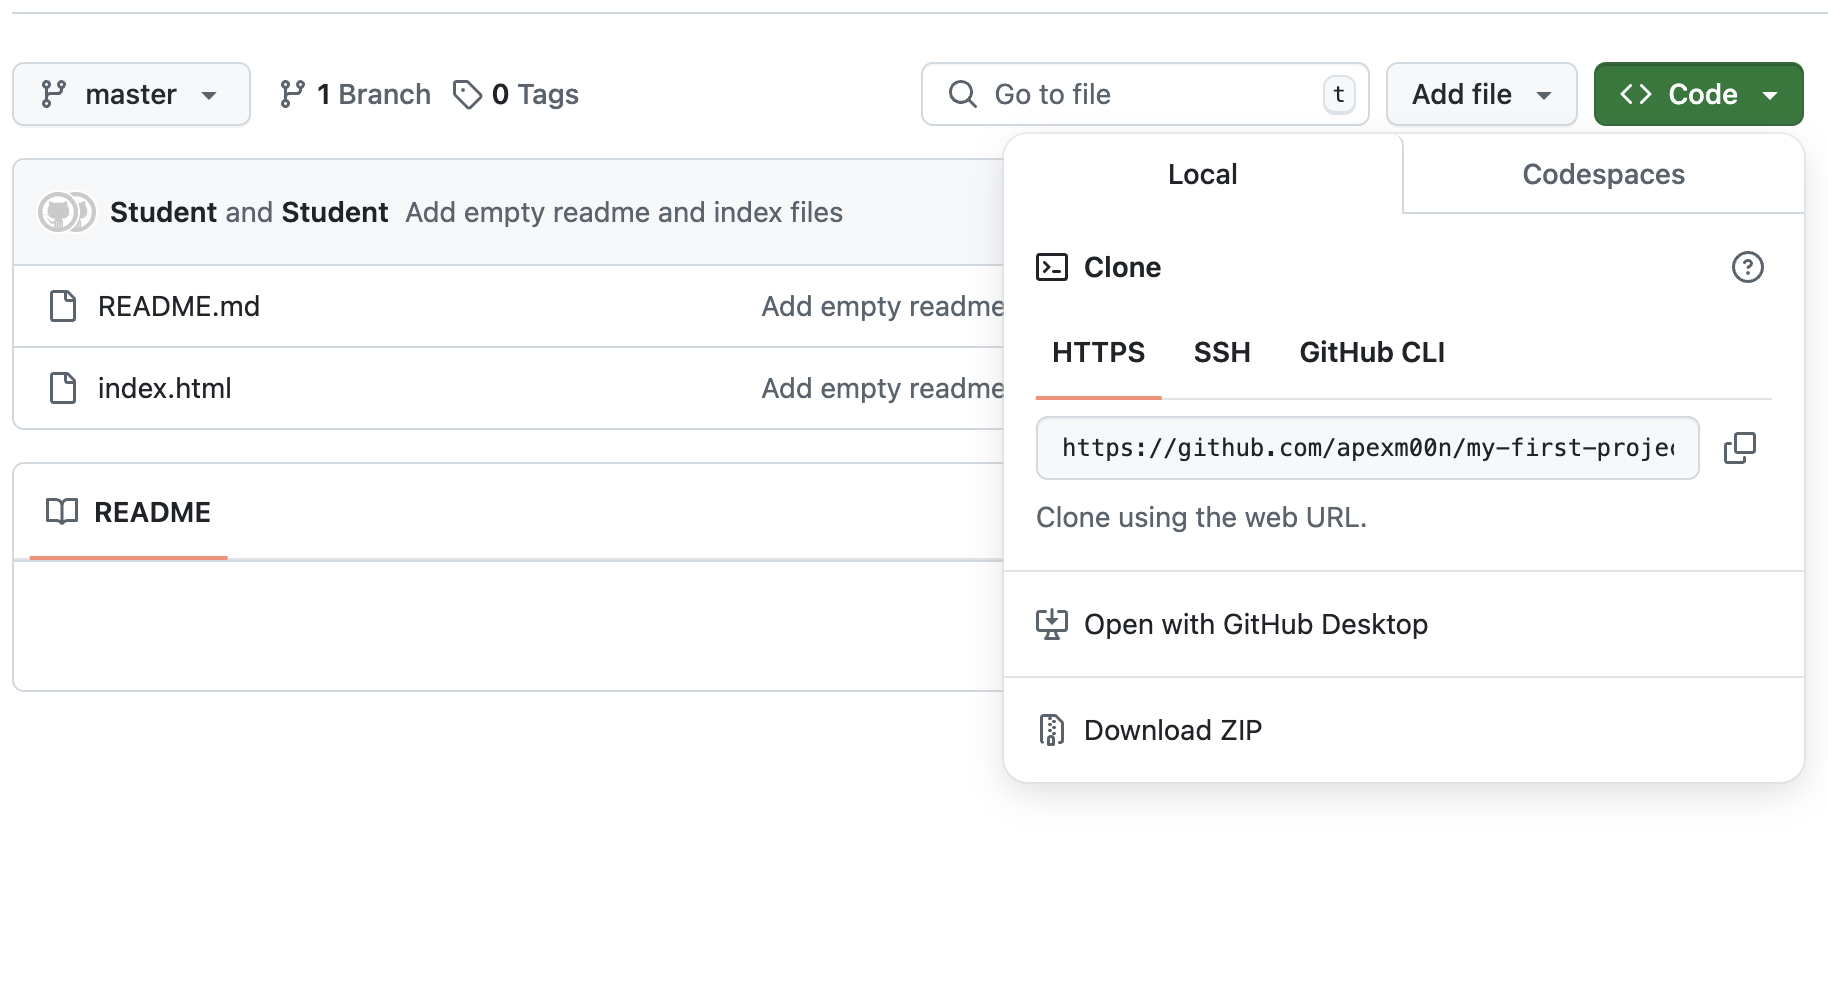 master 1 Branch 0 Tags Go to file t Add file Code
Local Codespaces
Student and Student Add empty readme and index files
Clone
README.md Add empty readme
HTTPS SSH GitHub CLI
index.html Add empty readme
https://github.com/apexm00n/my-first-projec
Clone using the web URL.
README
Open with GitHub Desktop
Download ZIP